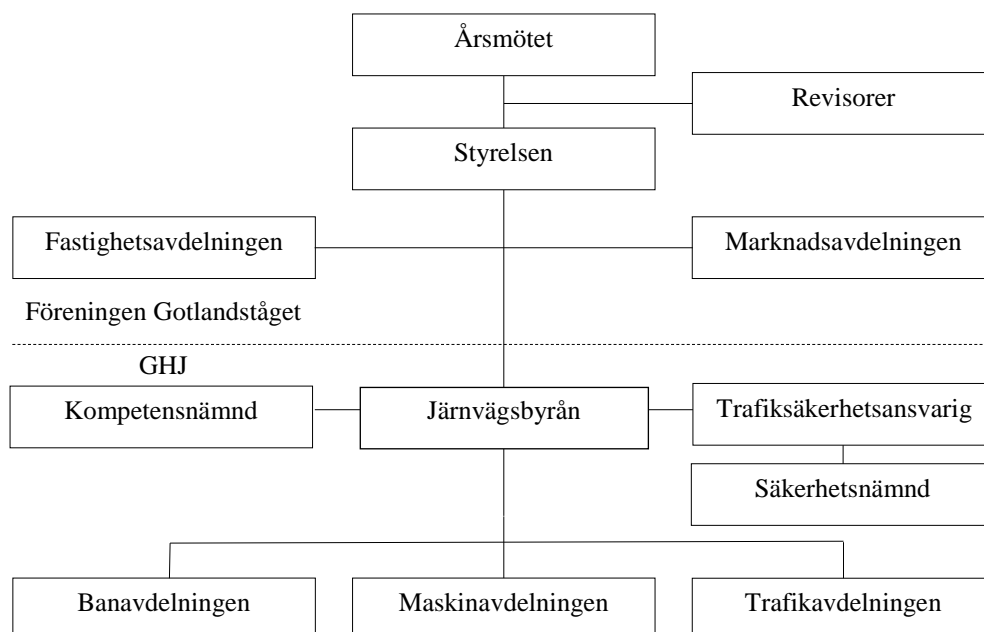 Årsmötet
Revisorer
Styrelsen
Fastighetsavdelningen
Marknadsavdelningen
Föreningen Gotlandståget
GHJ
Kompetensnämnd
Järnvägsbyrån
Trafiksäkerhetsansvarig
Säkerhetsnämnd
Banavdelningen
Maskinavdelningen
Trafikavdelningen